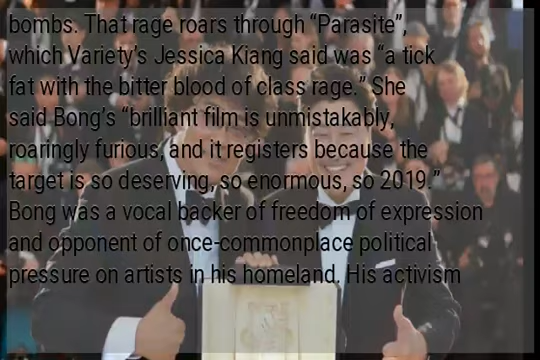 bombs. That rage roars through “Parasite”,
which Variety's Jessica Kiang said was “a tick
fat with the bitter blood of class rage.” She
said Bong’s “brilliant film is unmistakably,
roaringly furious, and it registers because the
target is so deserving, so enormous, so 2019.”
Bong was a vocal backer of freedom of expression
and opponent of once-commonplace political
pressure on artists in his homeland. His activism